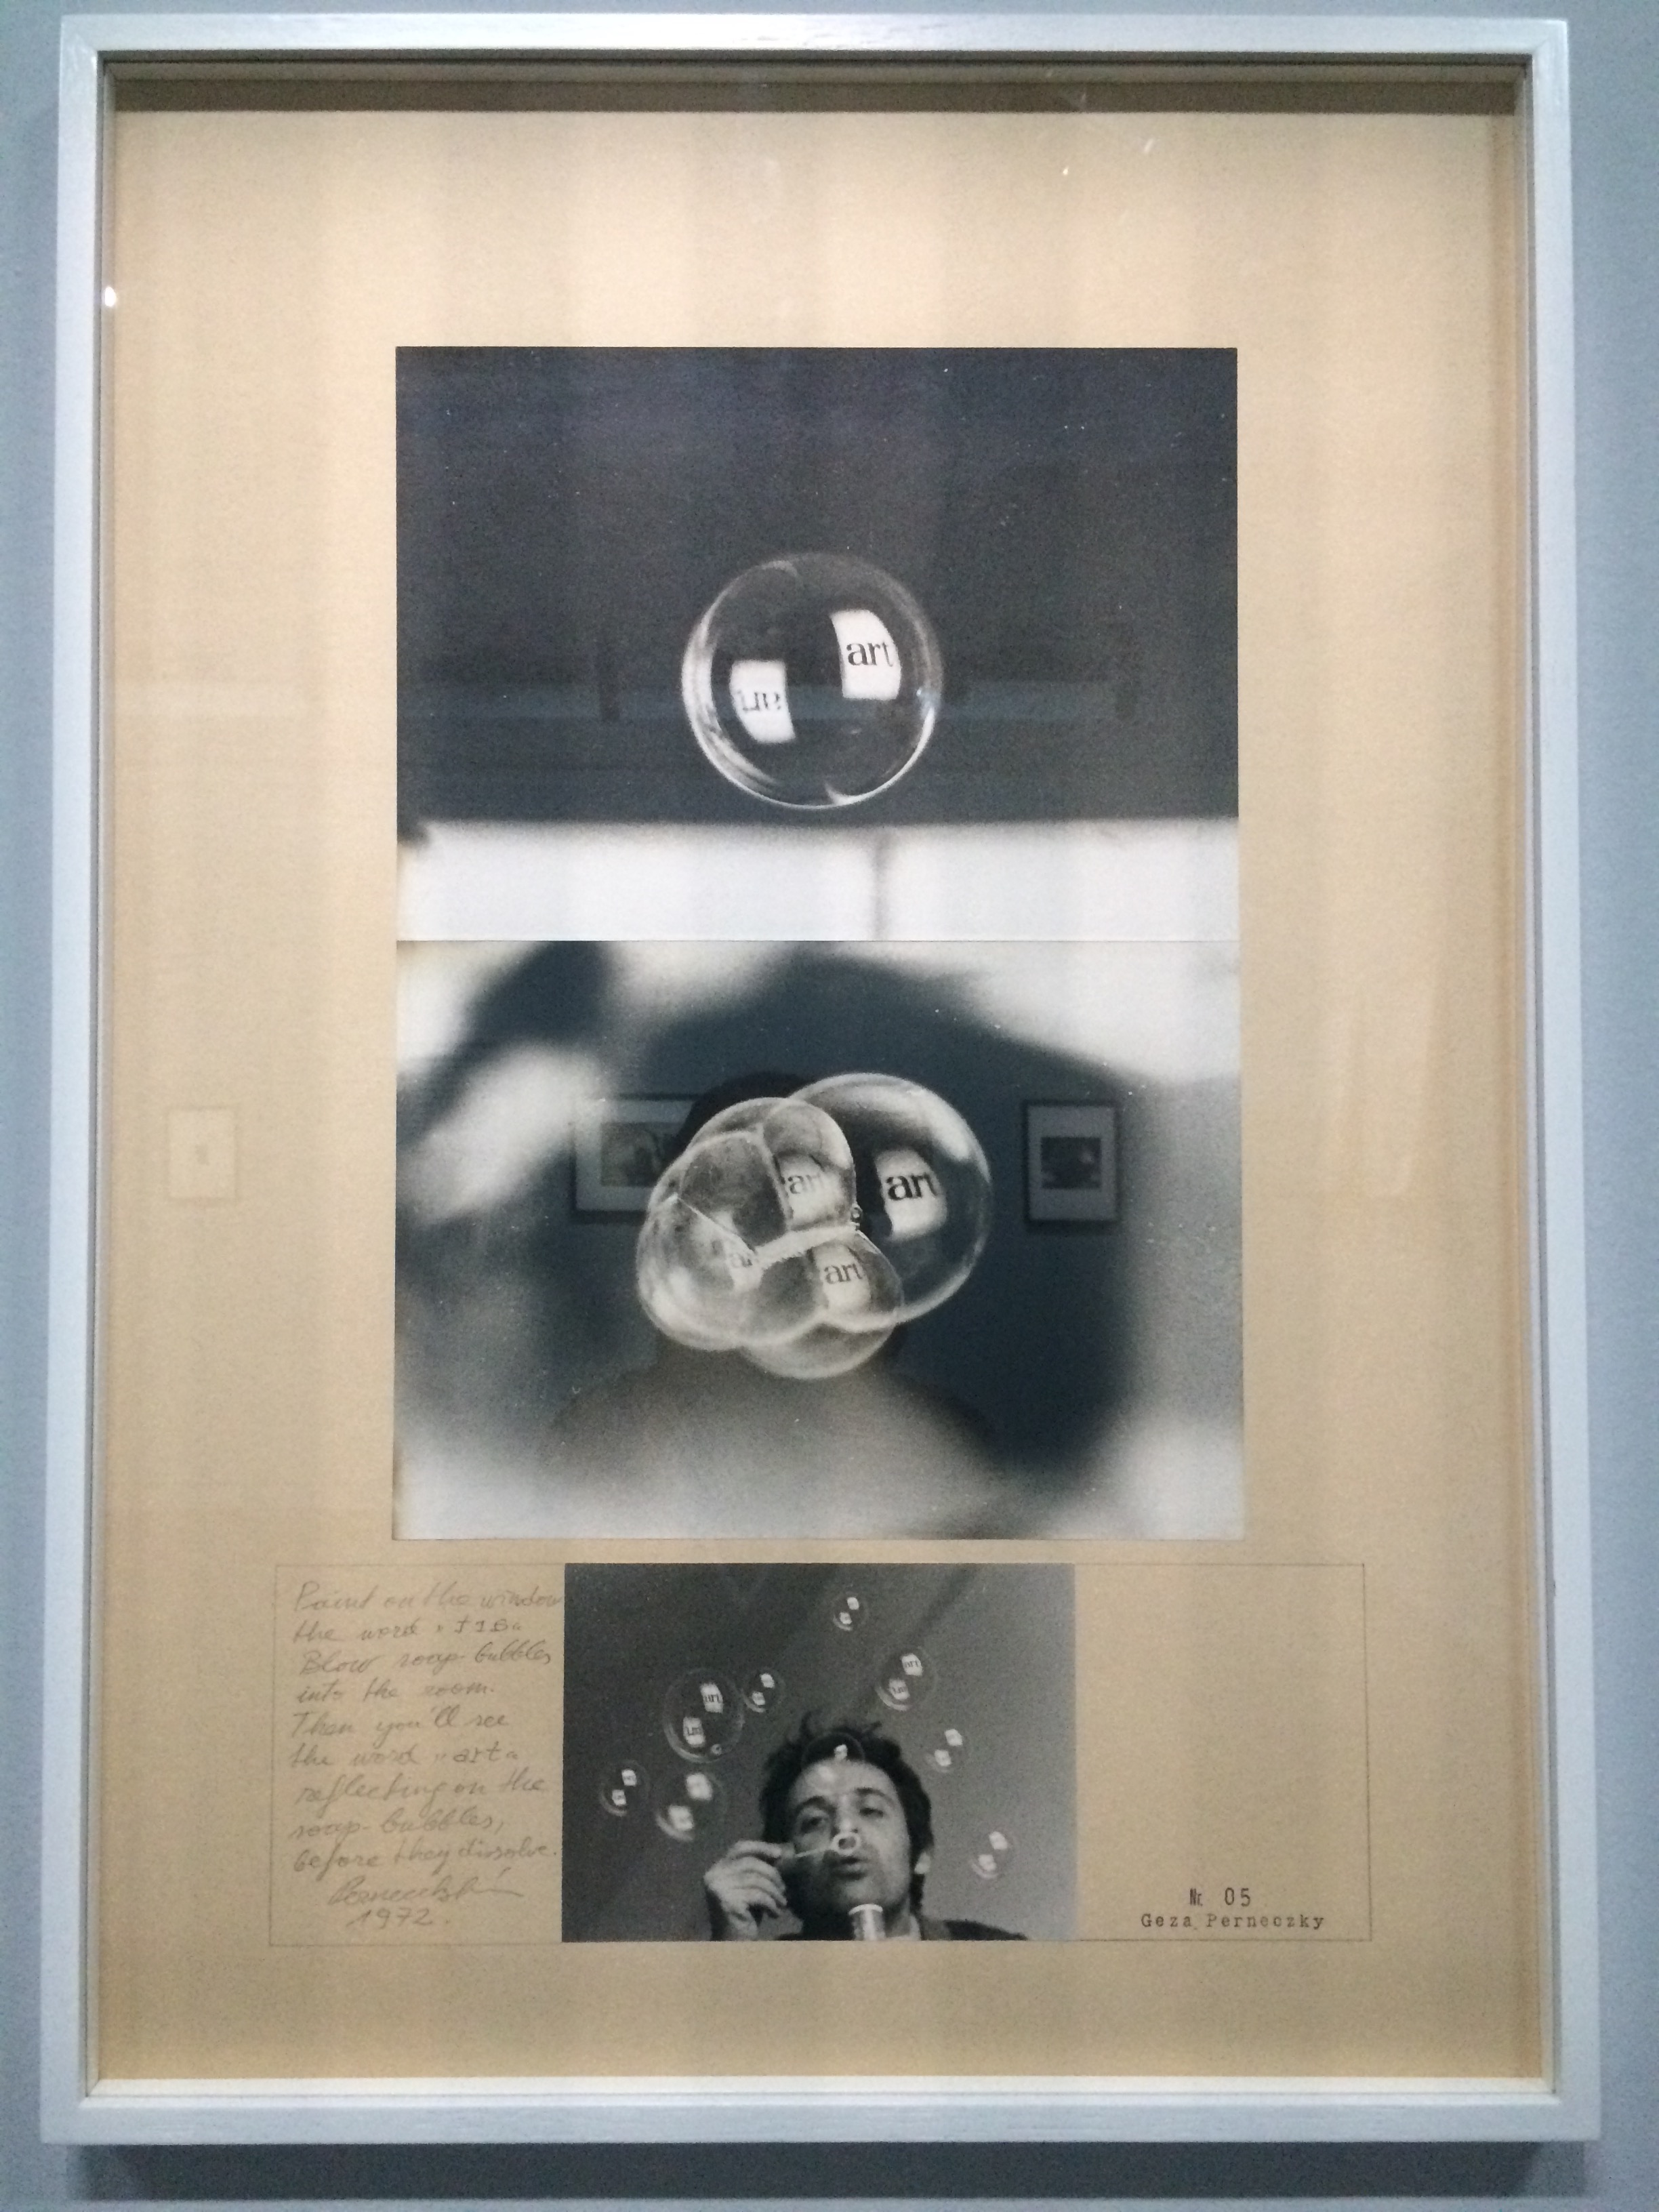 art
art
art
art
art
Paint on the window
the word "
Blow soap-bubbles
into the room.
Then you'll see
the word "art"
reflecting on the
soap-bubbles,
before they dissolve.
Perneczky
1972.
Nr. 05
Geza Perneczky